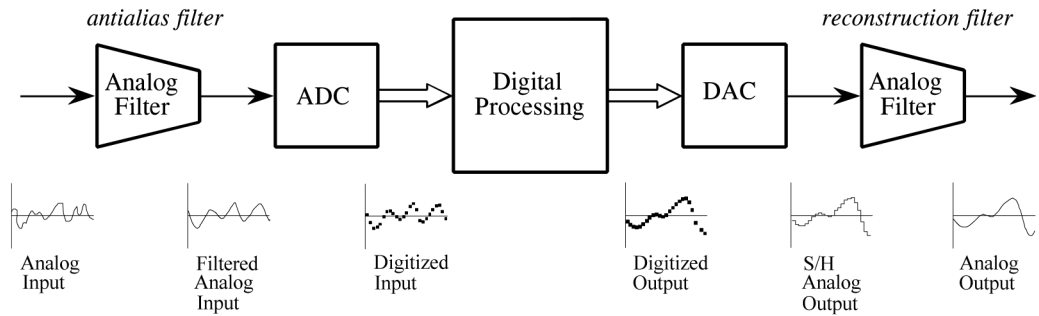 antialias filter
reconstruction filter
Analog
Filter
ADC
Digital
Processing
DAC
Analog
Filter
Analog
Input
Filtered
Analog
Input
Digitized
Input
Digitized
Output
S/H
Analog
Output
Analog
Output